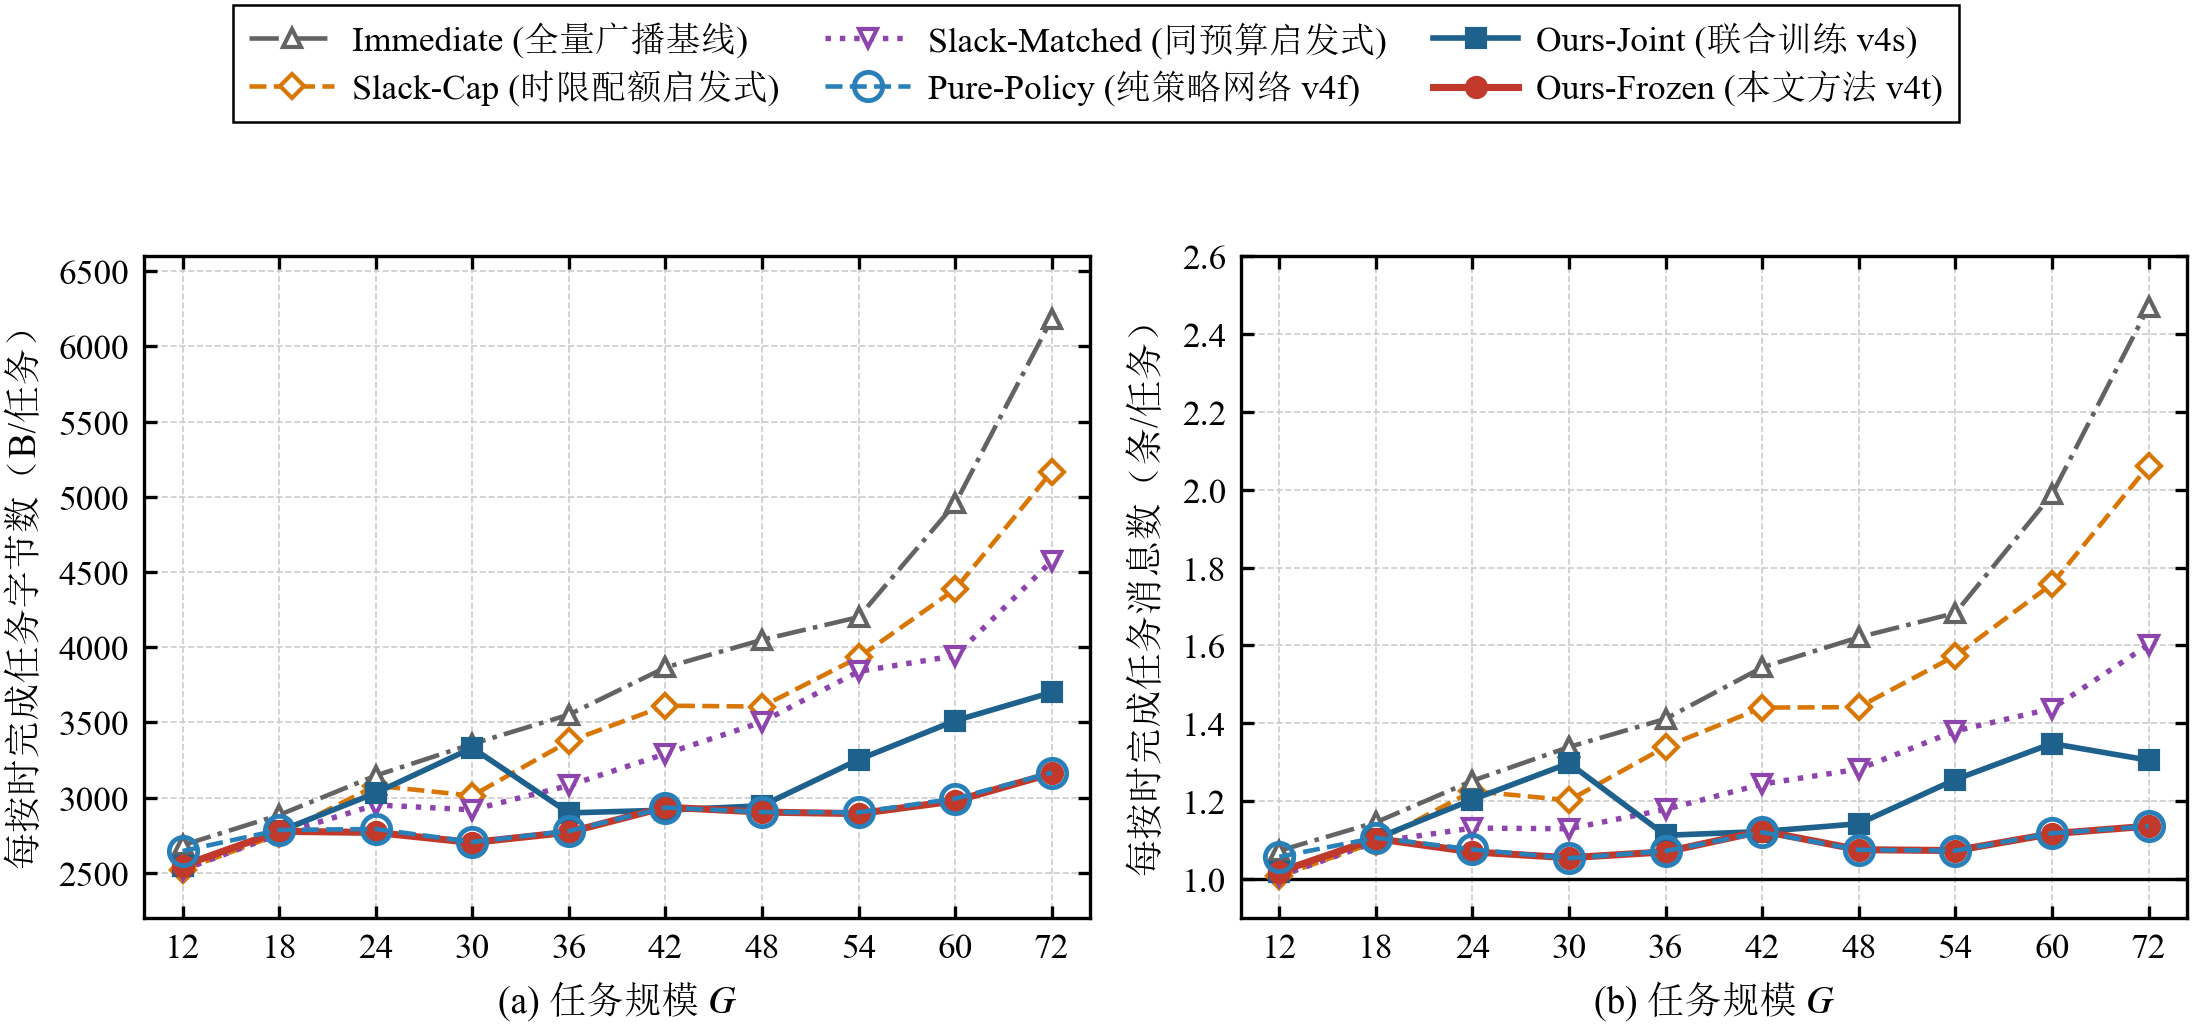 Immediate (全量广播基线)
Slack-Matched (同预算启发式)
Ours-Joint (联合训练 v4s)
Slack-Cap (时限配额启发式)
Pure-Policy (纯策略网络 v4f)
Ours-Frozen (本文方法 v4t)
每按时完成任务字节数（B/任务）
6500
6000
5500
5000
4500
4000
3500
3000
2500
12 18 24 30 36 42 48 54 60 72
(a) 任务规模 G
每按时完成任务消息数（条/任务）
2.6
2.4
2.2
2.0
1.8
1.6
1.4
1.2
1.0
12 18 24 30 36 42 48 54 60 72
(b) 任务规模 G